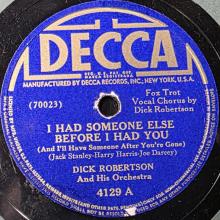 DECCA
MANUFACTURED BY DECCA RECORDS, INC., NEW YORK, U.S.A.
(70023)
Fox Trot
Vocal Chorus by
Dick Robertson
I HAD SOMEONE ELSE
BEFORE I HAD YOU
(And I'll Have Someone After You're Gone)
(Jack Stanley-Harry Harris-Joe Darcey)
DICK ROBERTSON
And His Orchestra
4129 A